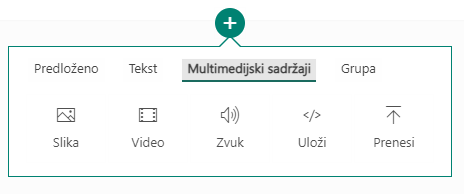 Predloženo Tekst Multimedijski sadržaji Grupa
Slika Video Zvuk Uloži Prenesi